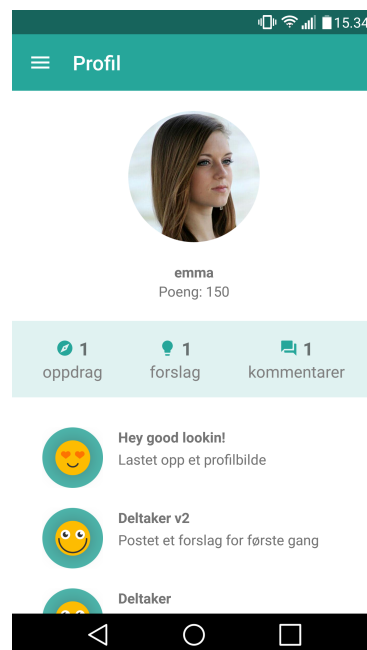 15.34
Profil
emma
Poeng: 150
1 1 1
oppdrag forslag kommentarer
Hey good lookin!
Lastet opp et profilbilde
Deltaker v2
Postet et forslag for første gang
Deltaker